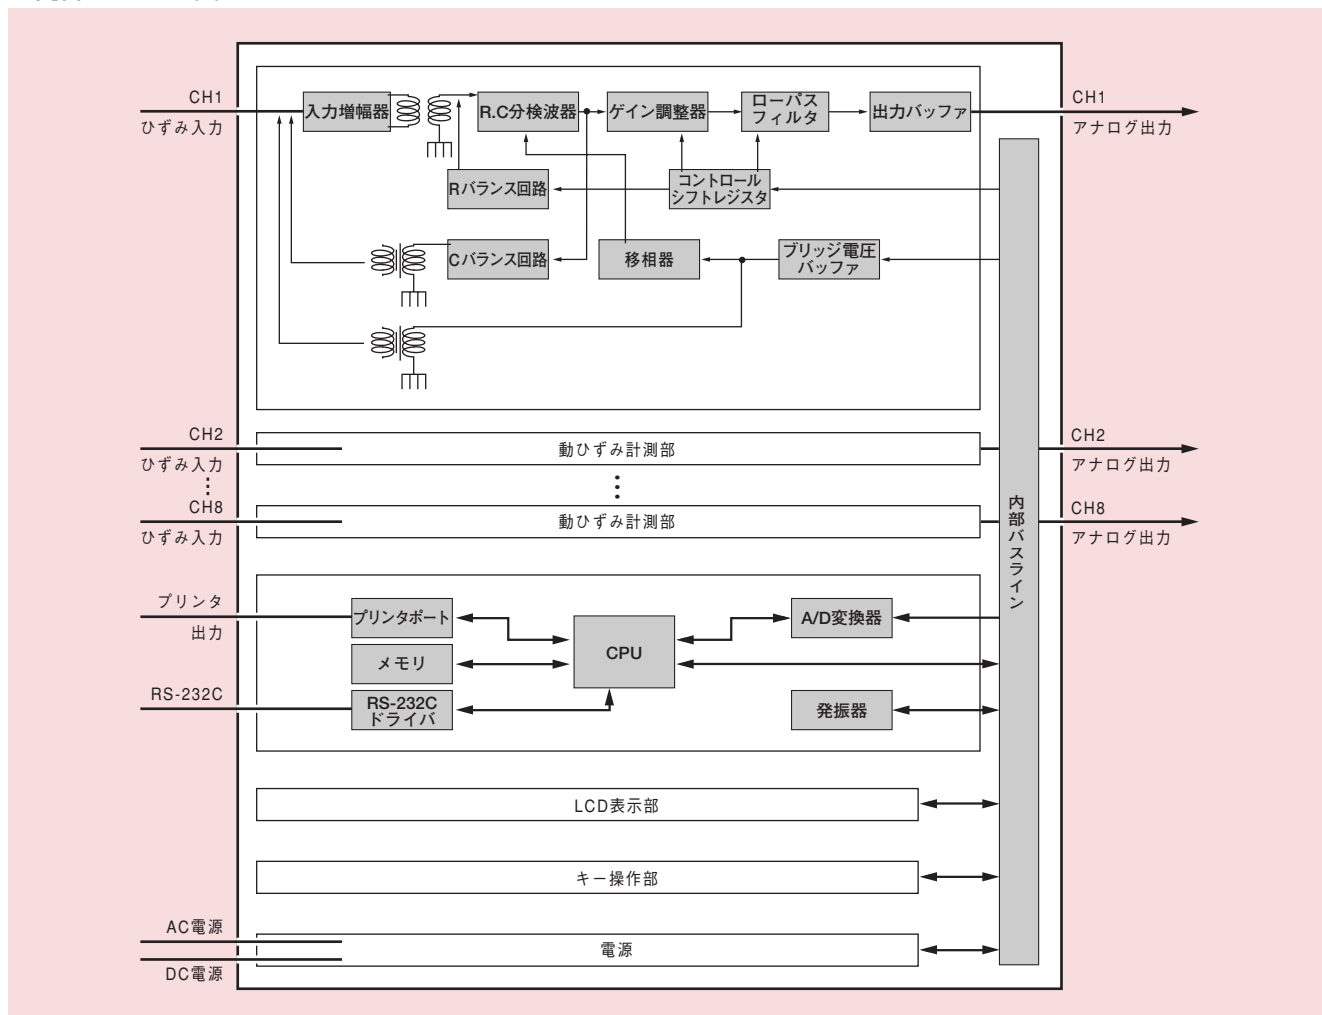 CH1
ひずみ入力
入力増幅器
R.C分検波器
ゲイン調整器
ローパス
フィルタ
出力バッファ
CH1
アナログ出力
Rバランス回路
コントロール
シフトレジスタ
Cバランス回路
移相器
ブリッジ電圧
バッファ
CH2
ひずみ入力
動ひずみ計測部
CH2
アナログ出力
CH8
ひずみ入力
動ひずみ計測部
CH8
アナログ出力
内部バスライン
プリンタ
出力
プリンタポート
CPU
A/D変換器
メモリ
RS-232C
RS-232C
ドライバ
発振器
LCD表示部
キー操作部
AC電源
DC電源
電源